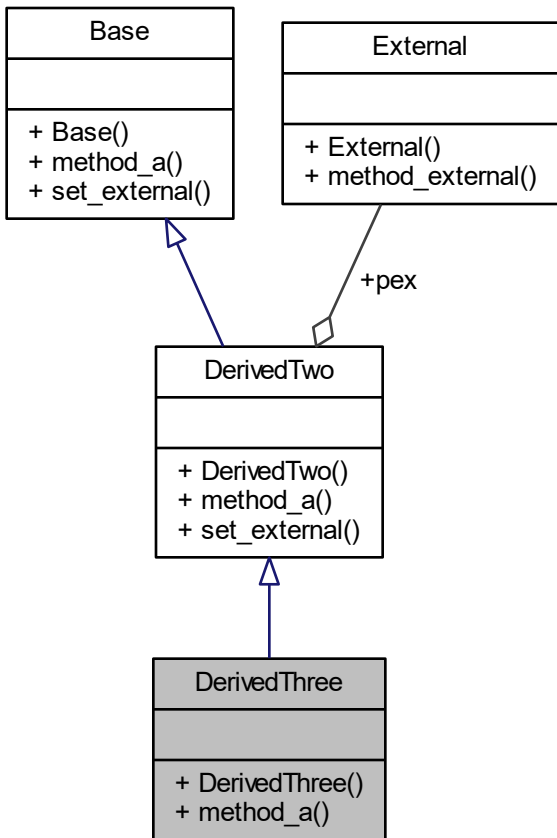 Base
+ Base()
+ method_a()
+ set_external()
External
+ External()
+ method_external()
+pex
DerivedTwo
+ DerivedTwo()
+ method_a()
+ set_external()
DerivedThree
+ DerivedThree()
+ method_a()